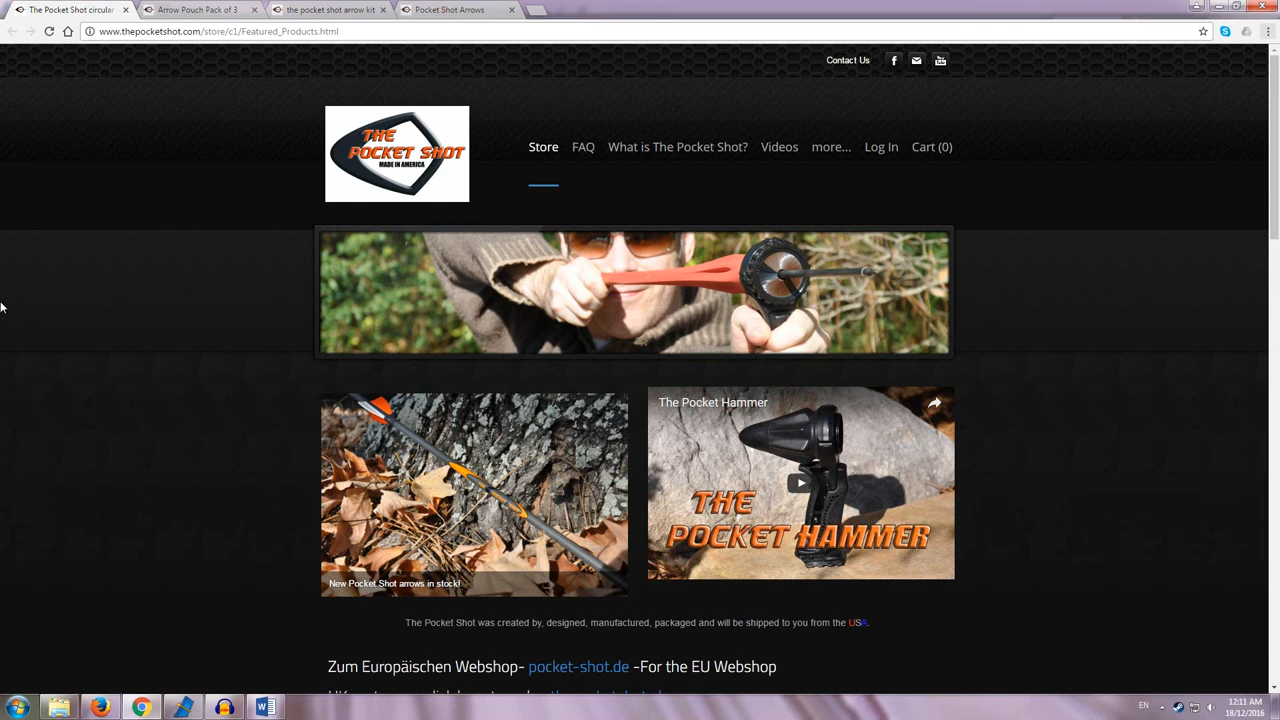 The Pocket Shot circular
Arrow Pouch Pack of 3
the pocket shot arrow kit
Pocket Shot Arrows
www.thepocketshot.com/store/c1/Featured_Products.html
Contact Us
THE POCKET SHOT
MADE IN AMERICA
Store FAQ What is The Pocket Shot? Videos more... Log In Cart (0)
The Pocket Hammer
THE
POCKET HAMMER
New Pocket Shot arrows in stock!
The Pocket Shot was created by, designed, manufactured, packaged and will be shipped to you from the USA.
Zum Europäischen Webshop- pocket-shot.de -For the EU Webshop
EN
12:11 AM
18/12/2016